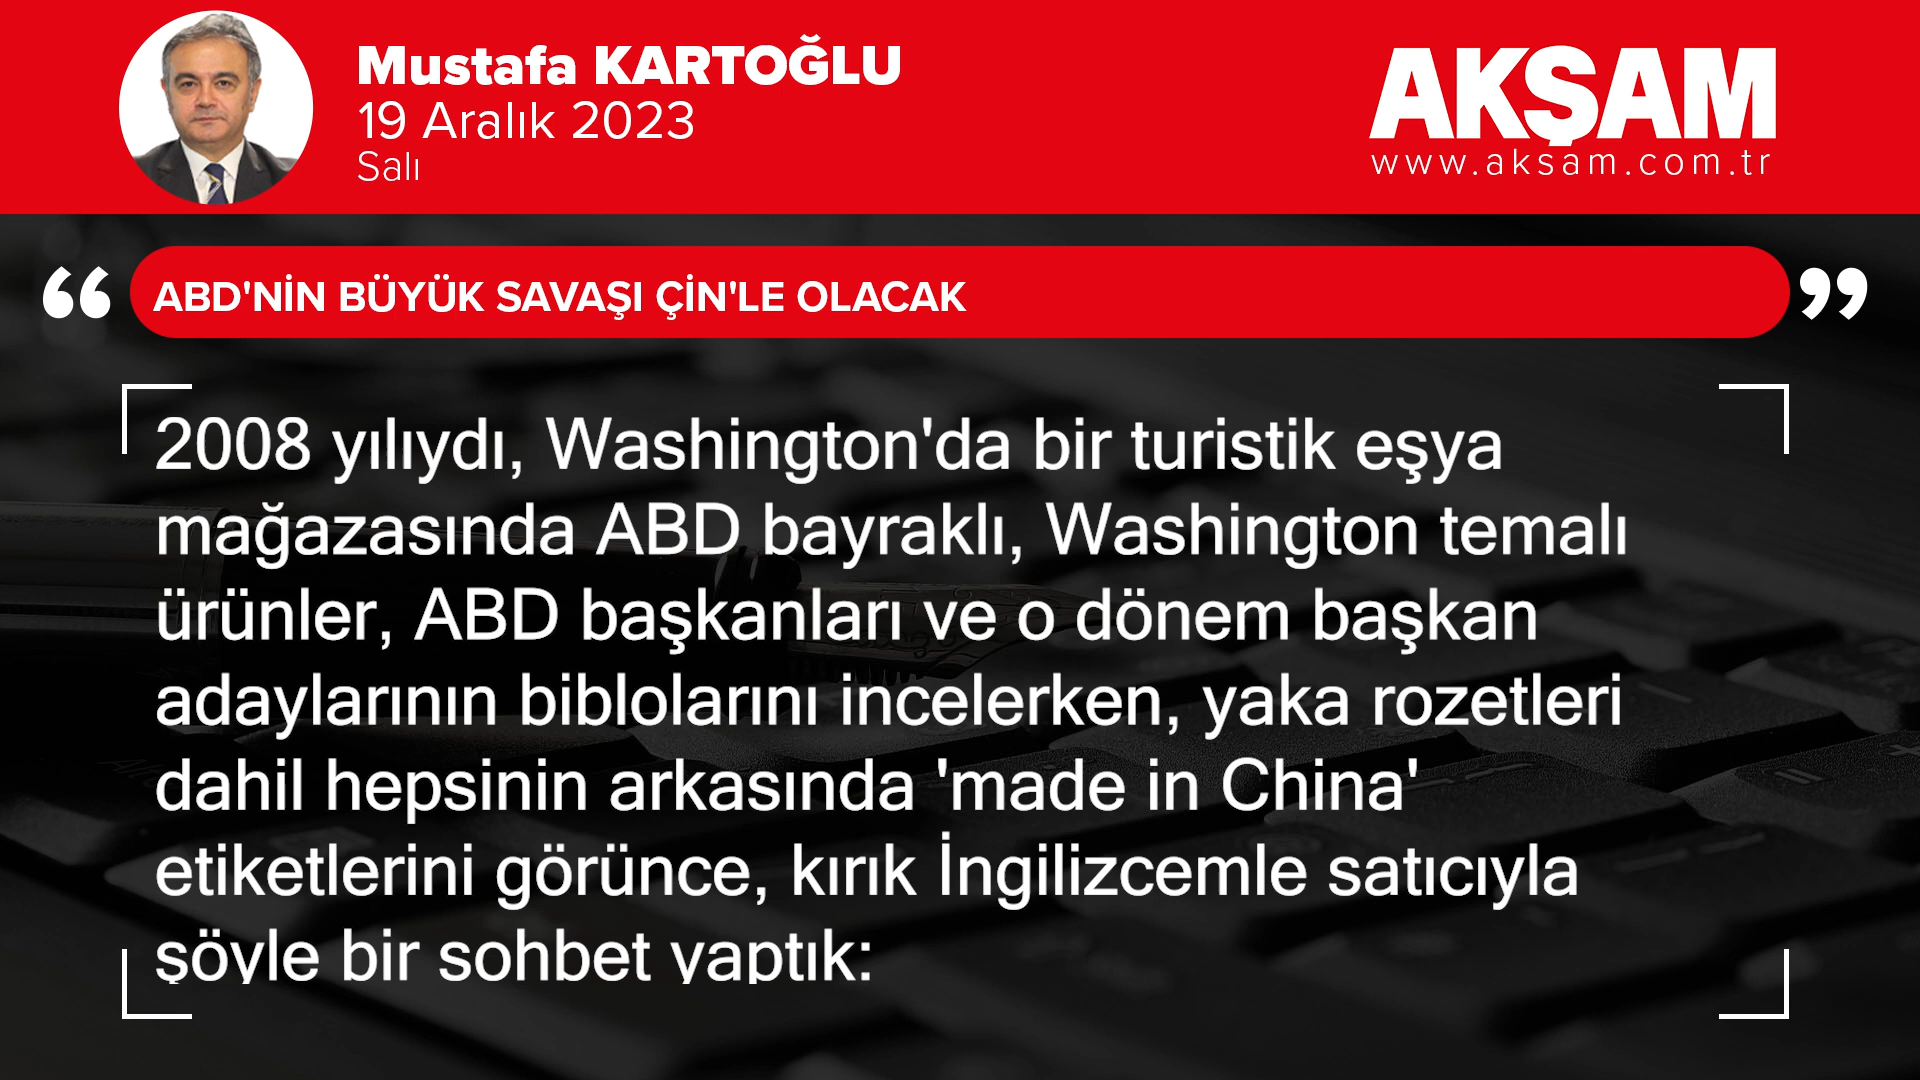 Mustafa KARTOĞLU
19 Aralık 2023
Salı
AKŞAM
www.aksam.com.tr
“ ABD'NİN BÜYÜK SAVAŞI ÇİN'LE OLACAK ”
2008 yılıydı, Washington'da bir turistik eşya
mağazasında ABD bayraklı, Washington temalı
ürünler, ABD başkanları ve o dönem başkan
adaylarının biblolarını incelerken, yaka rozetleri
dahil hepsinin arkasında 'made in China'
etiketlerini görünce, kırık İngilizcemle satıcıyla
şöyle bir sohbet yaptık: